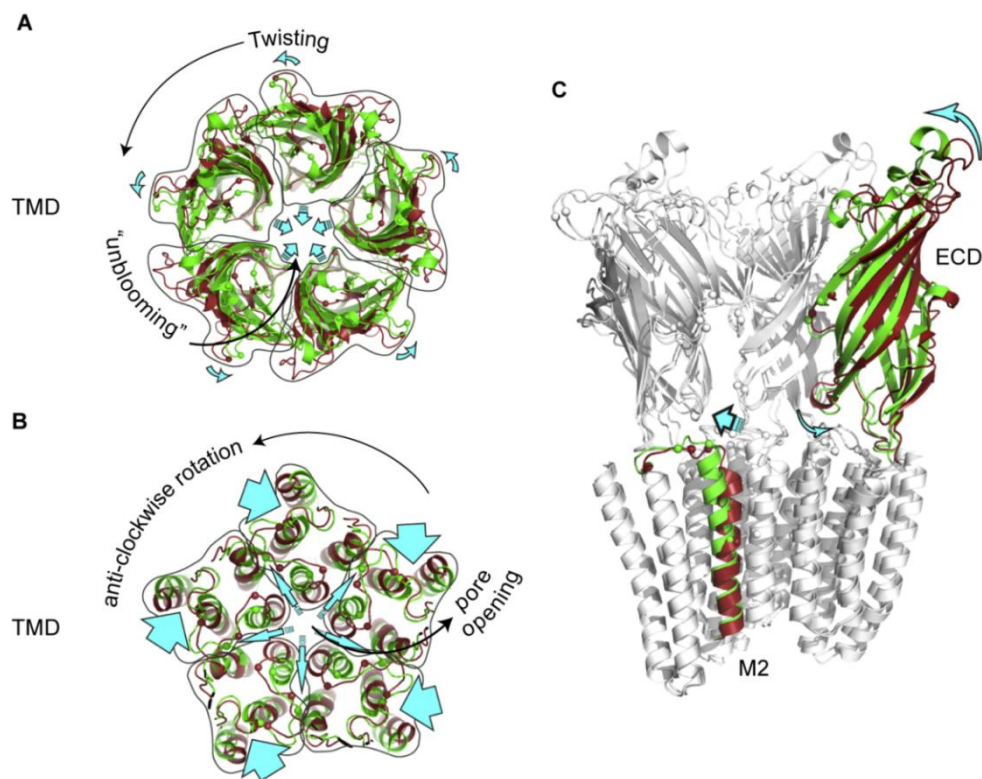 A
Twisting
TMD
"unblooming"
B
anti-clockwise rotation
TMD
pore
opening
C
ECD
M2